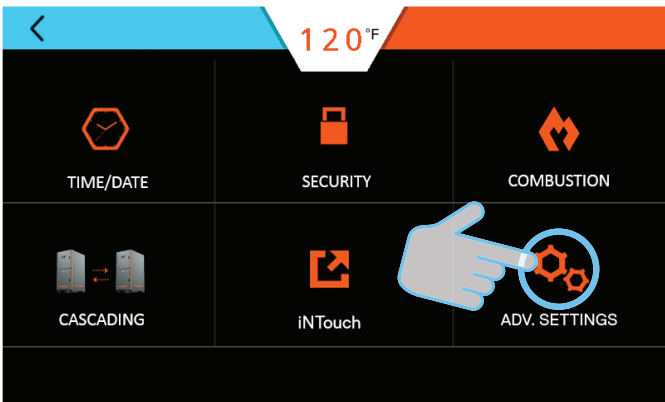 120°F
TIME/DATE
SECURITY
COMBUSTION
CASCADING
iNTouch
ADV. SETTINGS